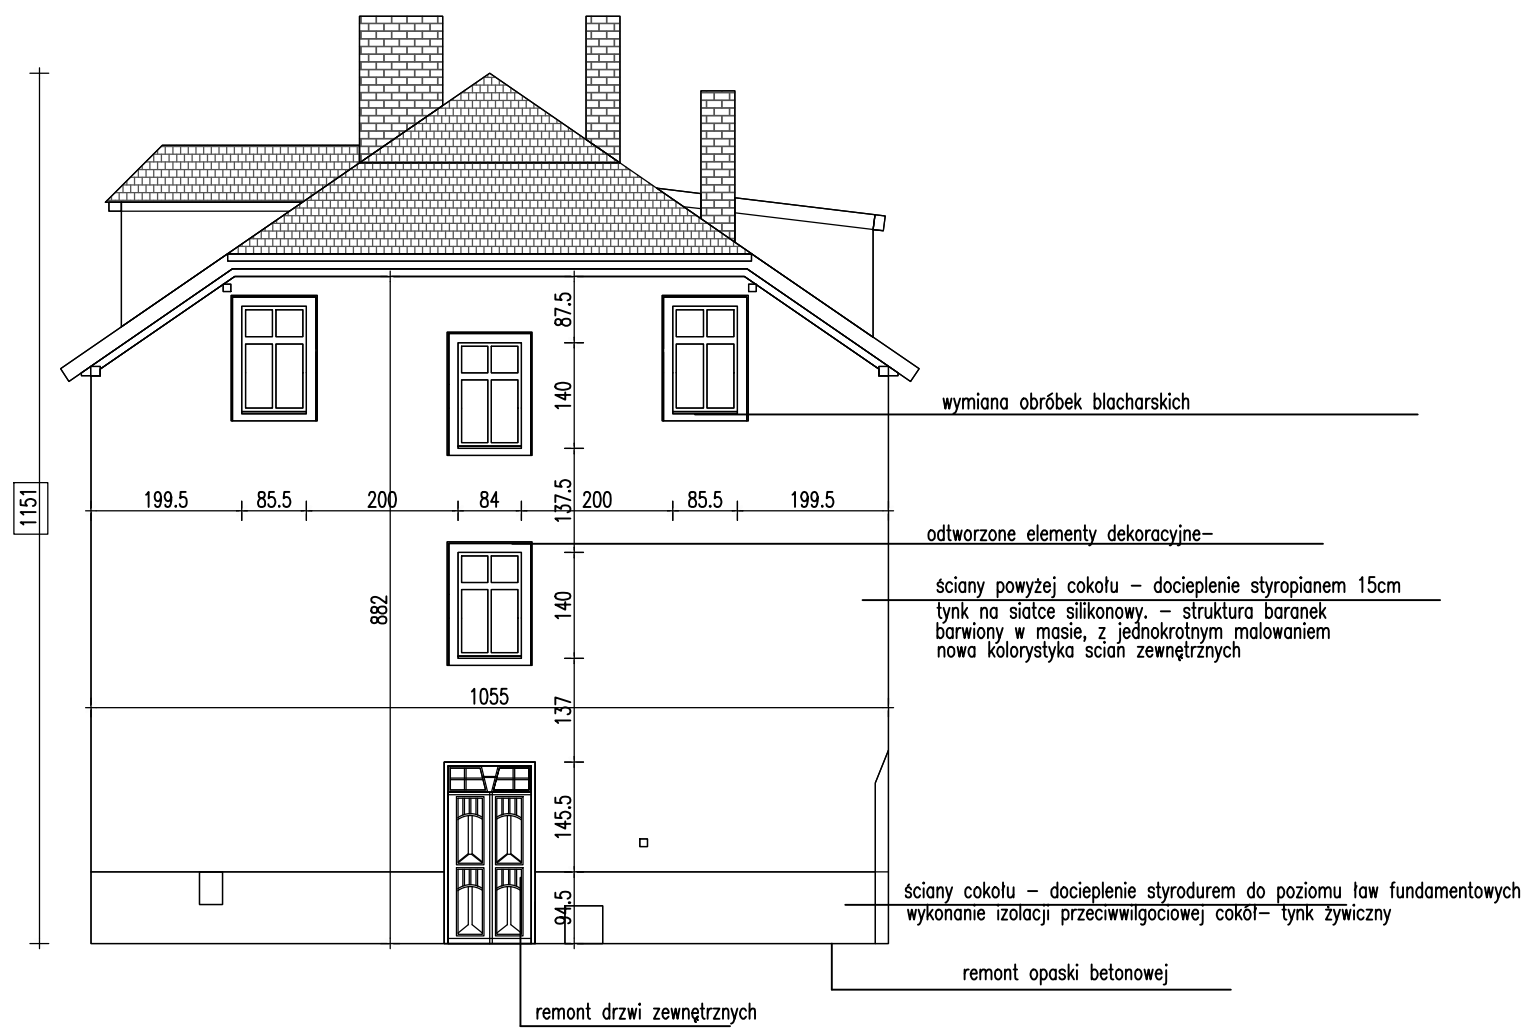 87.5
140
wymiana obróbek blacharskich
1151
199.5 85.5 200 84 137.5 200 85.5 199.5
odtworzone elementy dekoracyjne-
ściany powyżej cokołu - docieplenie styropianem 15cm
tynk na siatce silikonowy. - struktura baranek
barwiony w masie, z jednokrotnym malowaniem
nowa kolorystyka scian zewnętrznych
882
140
1055
137
145.5
94.5
ściany cokołu - docieplenie styrodurem do poziomu ław fundamentowych
wykonanie izolacji przeciwwilgociowej cokół- tynk żywiczny
remont opaski betonowej
remont drzwi zewnętrznych